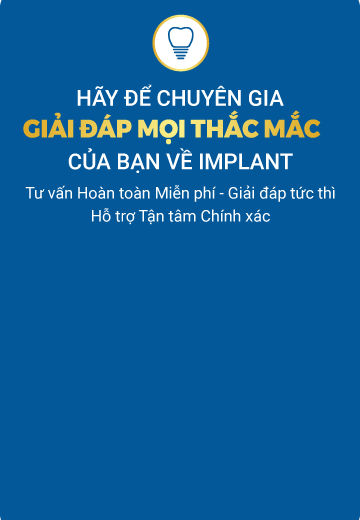 HÃY ĐỂ CHUYÊN GIA
GIẢI ĐÁP MỌI THẮC MẮC
CỦA BẠN VỀ IMPLANT
Tư vấn Hoàn toàn Miễn phí - Giải đáp tức thì
Hỗ trợ Tận tâm Chính xác